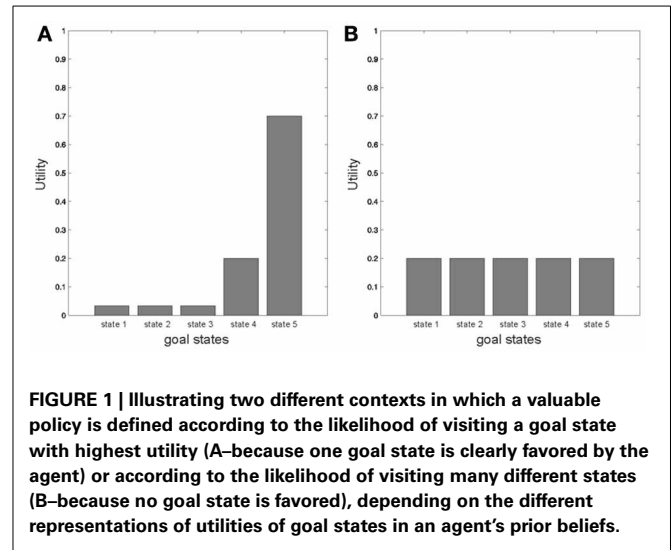 A
B
1
0.9
0.8
0.7
0.6
0.5
0.4
0.3
0.2
0.1
0
Utility
state 1 state 2 state 3 state 4 state 5
goal states
1
0.9
0.8
0.7
0.6
0.5
0.4
0.3
0.2
0.1
0
Utility
state 1 state 2 state 3 state 4 state 5
goal states
FIGURE 1 | Illustrating two different contexts in which a valuable
policy is defined according to the likelihood of visiting a goal state
with highest utility (A–because one goal state is clearly favored by the
agent) or according to the likelihood of visiting many different states
(B–because no goal state is favored), depending on the different
representations of utilities of goal states in an agent’s prior beliefs.